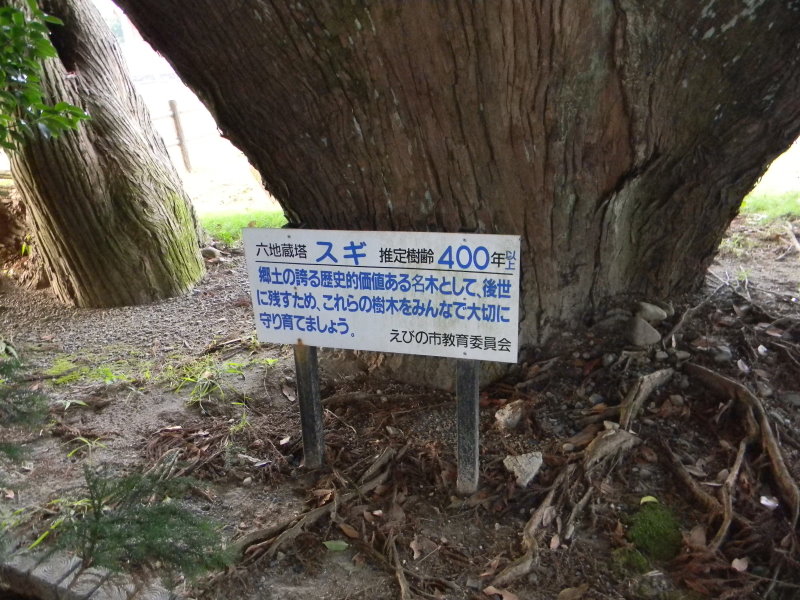 六地蔵塔 スギ 推定樹齢 400年以上
郷土の誇る歴史的価値ある名木として、後世
に残すため、これらの樹木をみんなで大切に
守り育てましょう。
えびの市教育委員会